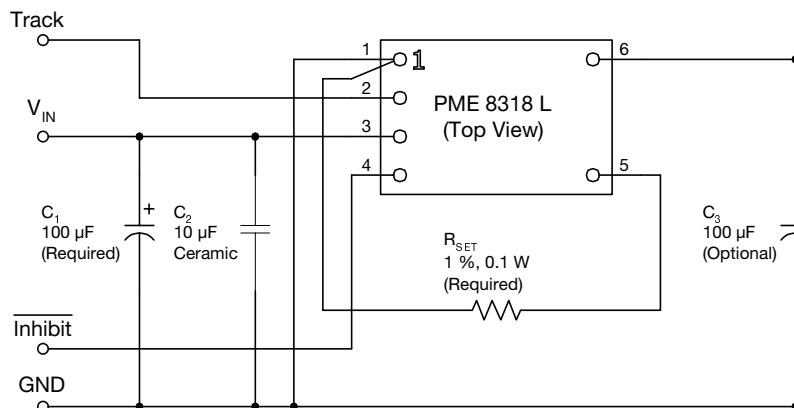 Track
1
1
6
2
PME 8318 L
(Top View)
V_IN
3
4
5
C_1
100 µF
(Required)
+
C_2
10 µF
Ceramic
R_SET
1 %, 0.1 W
(Required)
C_3
100 µF
(Optional)
Inhibit
GND